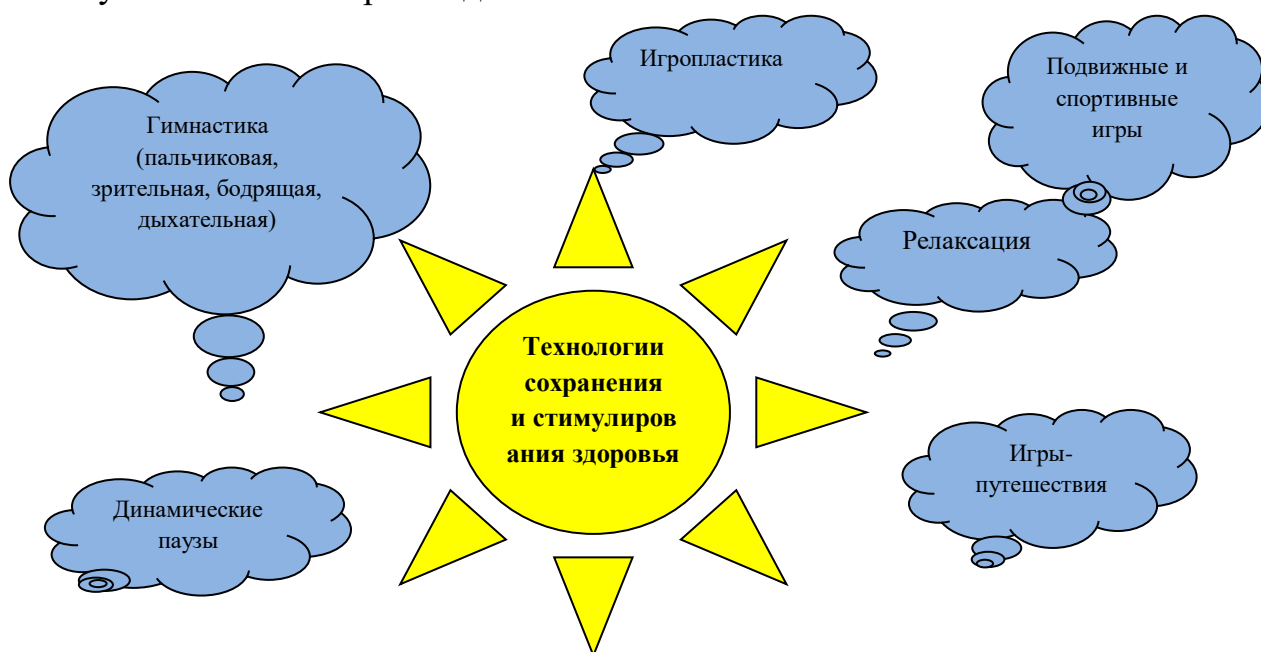 Игропластика
Подвижные и
спортивные
игры
Гимнастика
(пальчиковая,
зрительная, бодрящая,
дыхательная)
Релаксация
Технологии
сохранения
и стимулиров
ания здоровья
Игры-
путешествия
Динамические
паузы